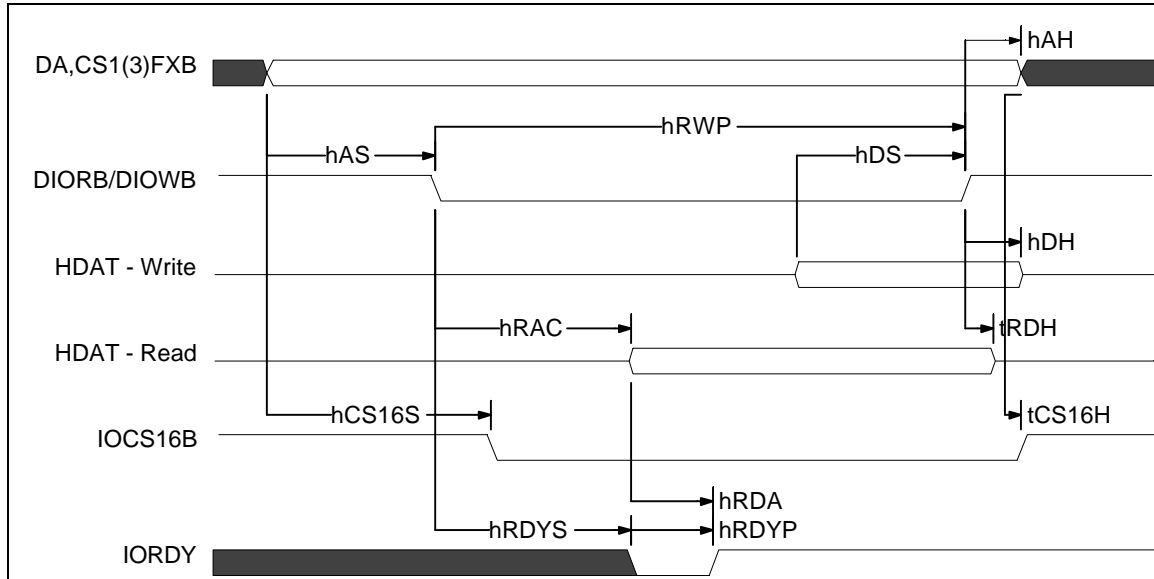 hAH
DA,CS1(3)FXB
hRWP
hAS
hDS
DIORB/DIOWB
hDH
HDAT - Write
hRAC
tRDH
HDAT - Read
hCS16S
tCS16H
IOCS16B
hRDA
hRDYS
hRDYP
IORDY